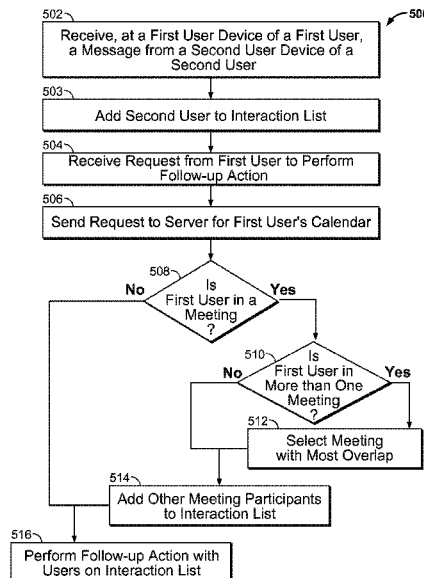 500
502
Receive, at a First User Device of a First User,
a Message from a Second User Device of a
Second User
503
Add Second User to Interaction List
504
Receive Request from First User to Perform
Follow-up Action
506
Send Request to Server for First User's Calendar
508
No
Is
First User in a
Meeting
?
Yes
510
No
Is
First User in
More than One
Meeting
?
Yes
512
Select Meeting
with Most Overlap
514
Add Other Meeting Participants
to Interaction List
516
Perform Follow-up Action with
Users on Interaction List